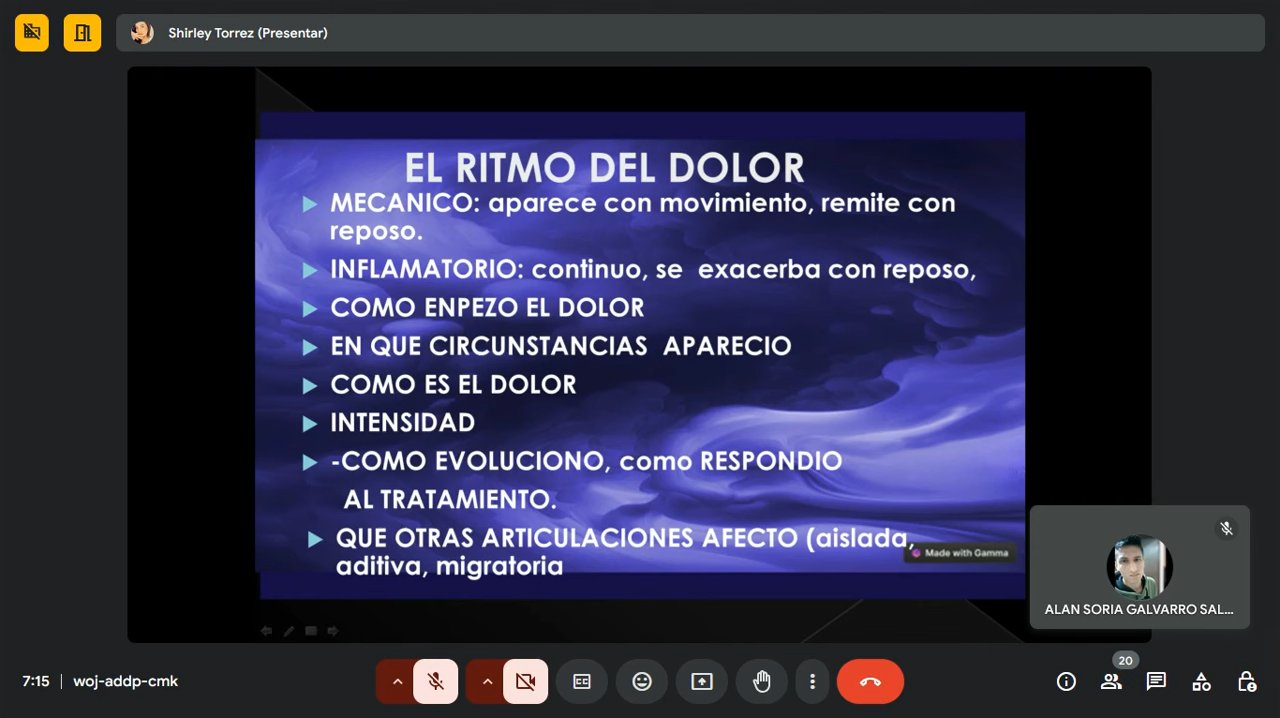 Shirley Torrez (Presentar)
EL RITMO DEL DOLOR
MECANICO: aparece con movimiento, remite con
reposo.
INFLAMATORIO: continuo, se exacerba con reposo,
COMO ENPEZO EL DOLOR
EN QUE CIRCUNSTANCIAS APARECIO
COMO ES EL DOLOR
INTENSIDAD
-COMO EVOLUCIONO, como RESPONDIO
AL TRATAMIENTO.
QUE OTRAS ARTICULACIONES AFECTO (aislada,
aditiva, migratoria
Made with Gamma
ALAN SORIA GALVARRO SAL...
7:15 | woj-addp-cmk
20